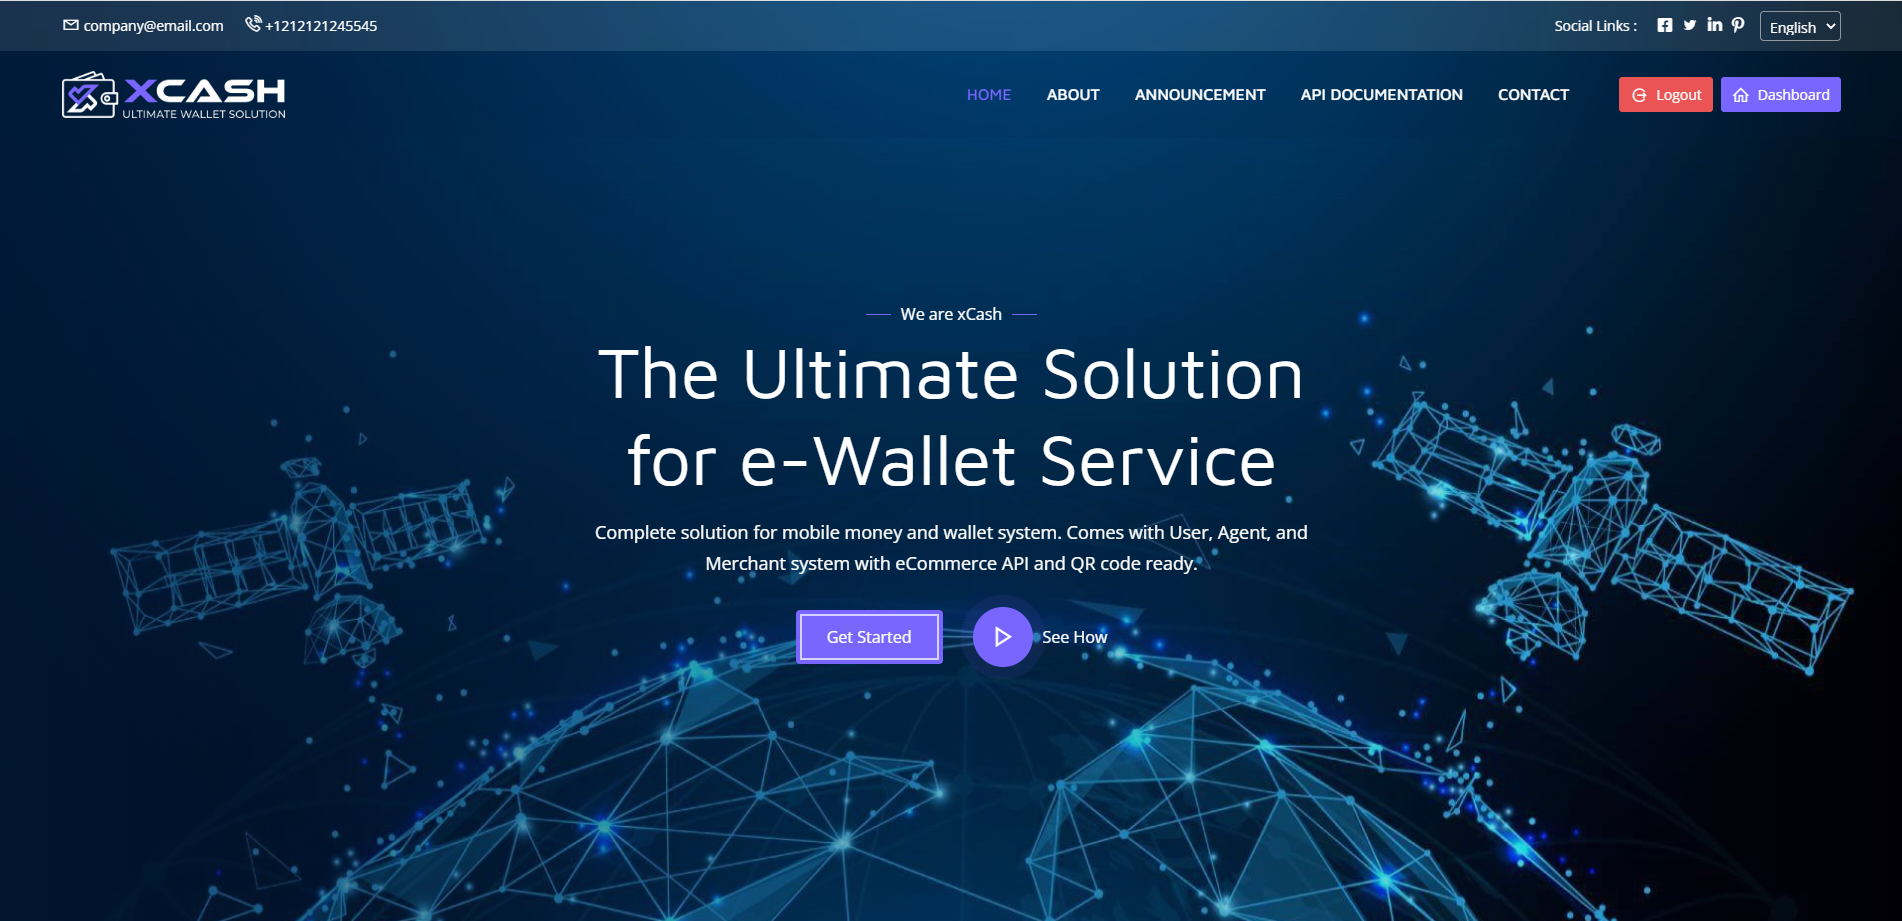 company@email.com +1212121245545 Social Links : English
XCASH
ULTIMATE WALLET SOLUTION
HOME ABOUT ANNOUNCEMENT API DOCUMENTATION CONTACT Logout Dashboard
We are xCash
The Ultimate Solution
for e-Wallet Service
Complete solution for mobile money and wallet system. Comes with User, Agent, and
Merchant system with eCommerce API and QR code ready.
Get Started See How